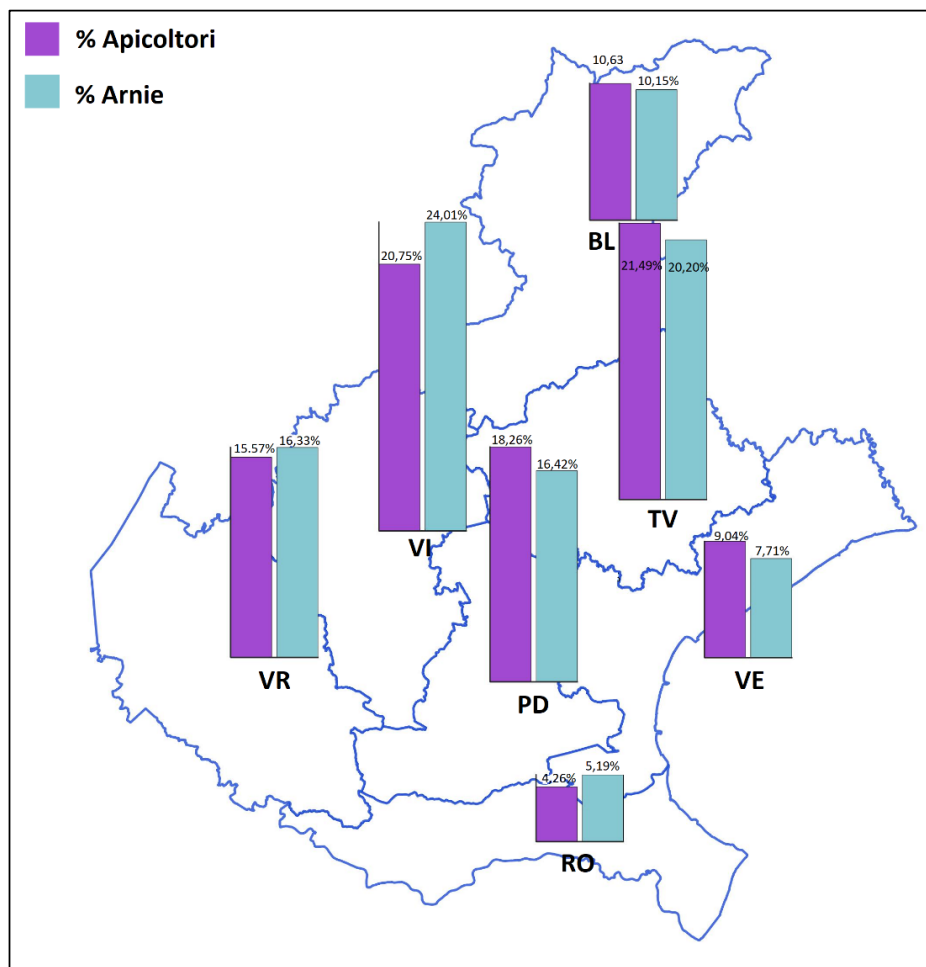 % Apicoltori
% Arnie
10,63
10,15%
BL
24,01%
20,75%
VI
21,49%
20,20%
TV
15.57%
16,33%
VR
18,26%
16,42%
PD
9,04%
7,71%
VE
4,26%
5,19%
RO